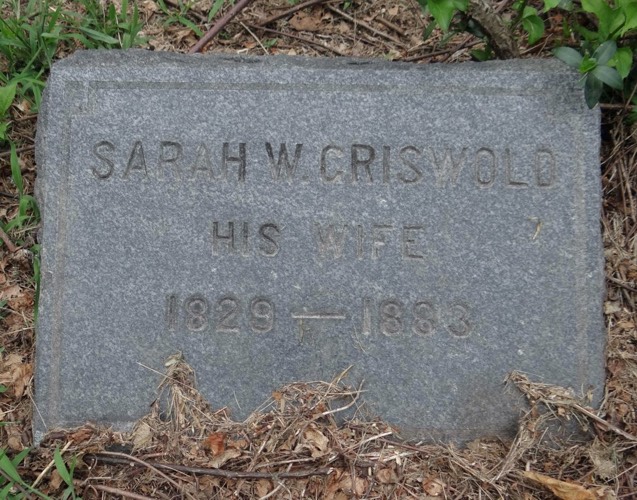 SARAH W. GRISWOLD
HIS WIFE
1829 — 1883